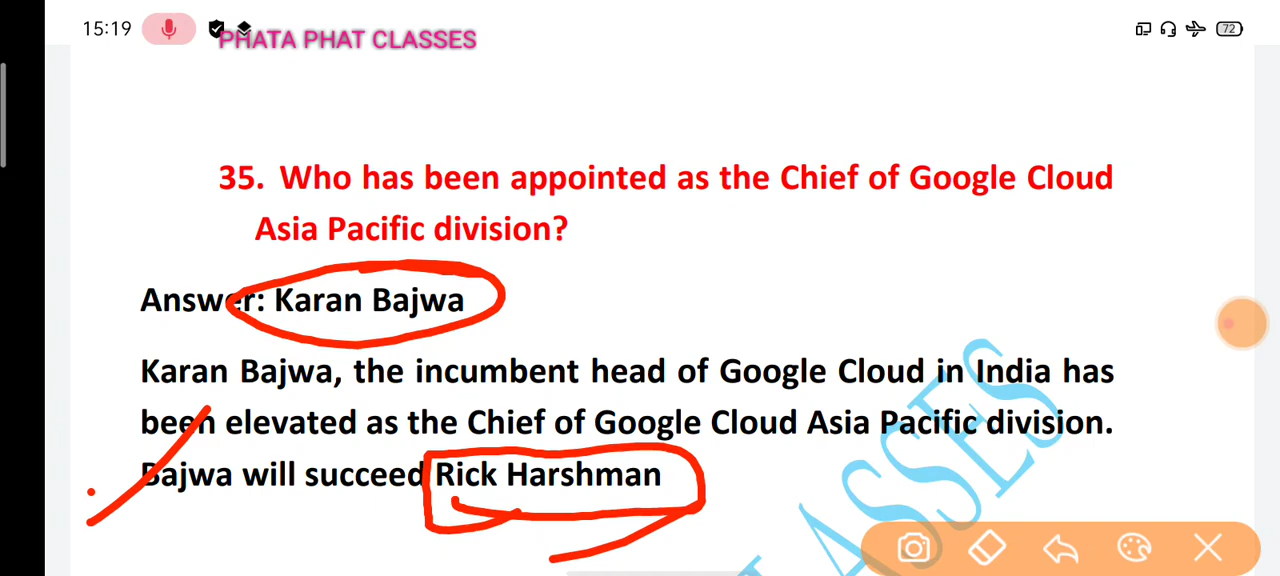 15:19
PHATA PHAT CLASSES
72
35. Who has been appointed as the Chief of Google Cloud
Asia Pacific division?
Answer: Karan Bajwa
Karan Bajwa, the incumbent head of Google Cloud in India has
been elevated as the Chief of Google Cloud Asia Pacific division.
Bajwa will succeed Rick Harshman